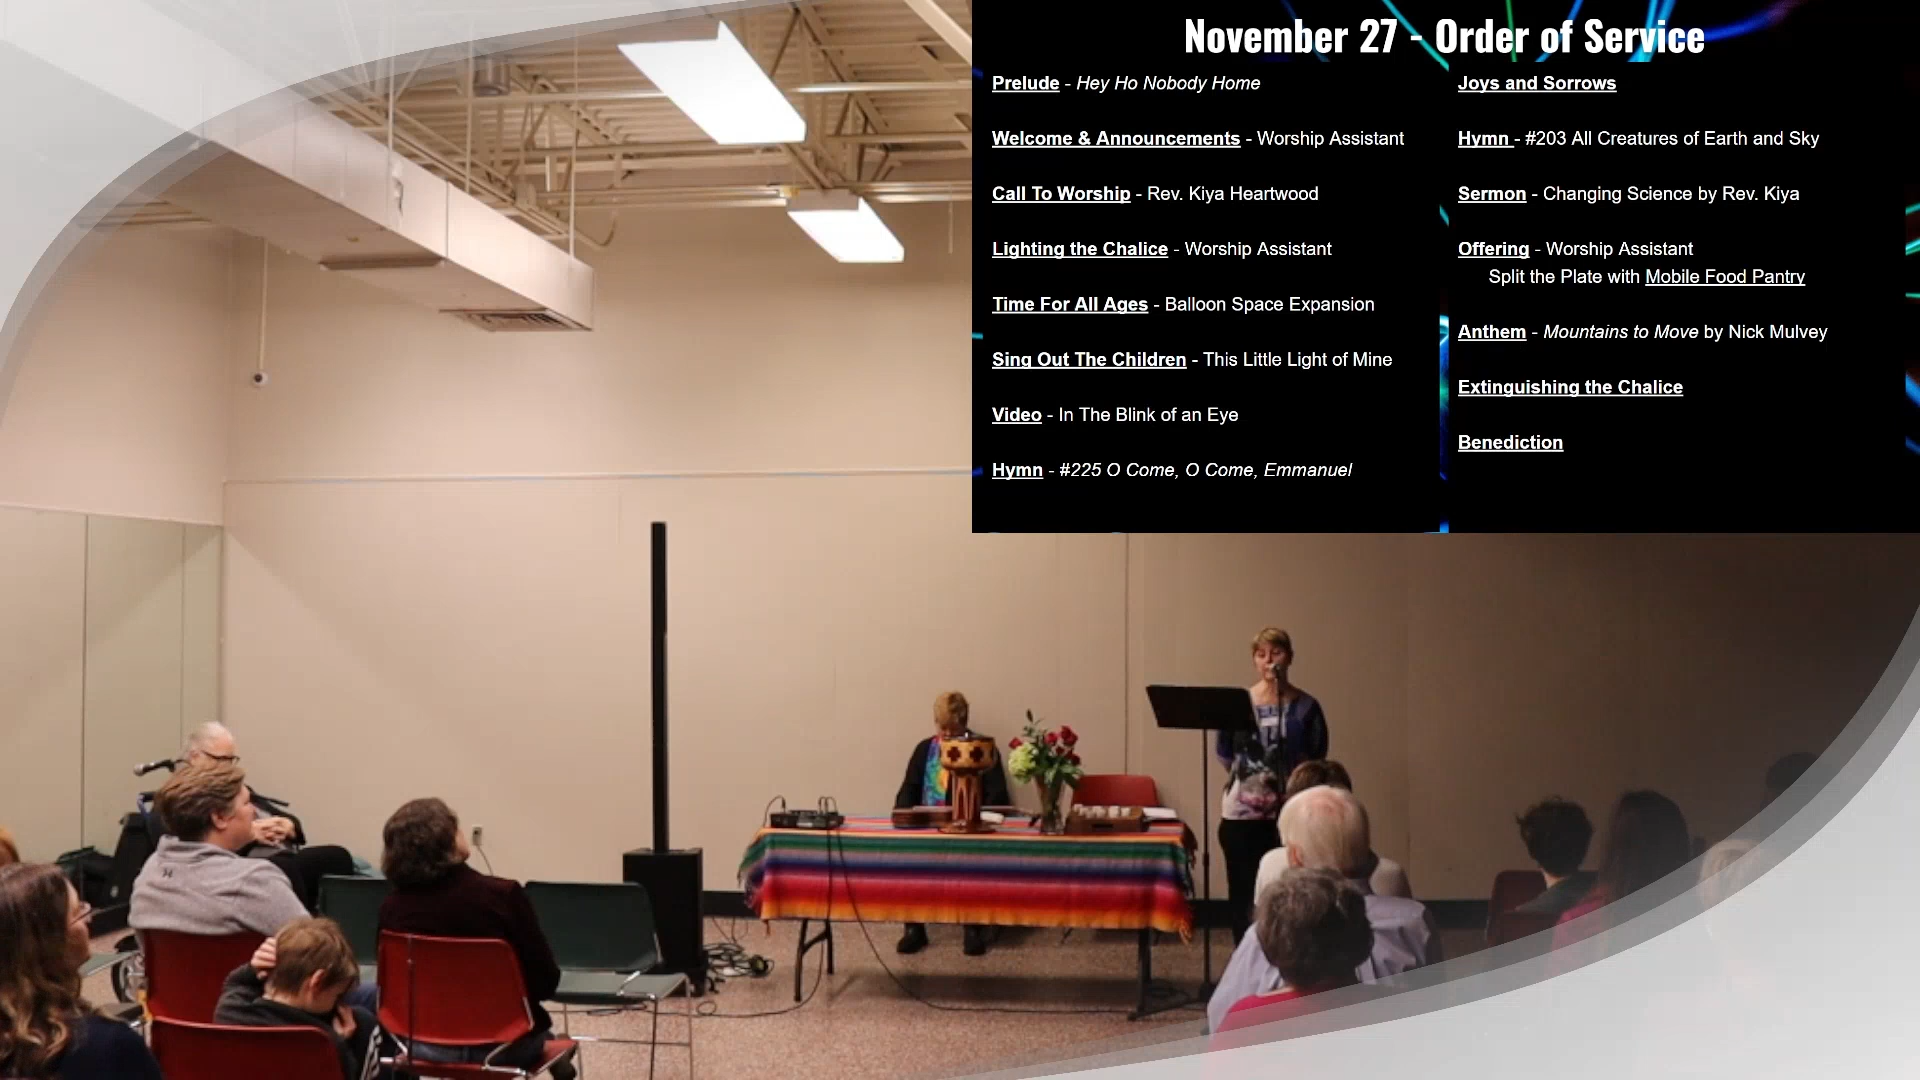 November 27 - Order of Service
Prelude - Hey Ho Nobody Home
Welcome & Announcements - Worship Assistant
Call To Worship - Rev. Kiya Heartwood
Lighting the Chalice - Worship Assistant
Time For All Ages - Balloon Space Expansion
Sing Out The Children - This Little Light of Mine
Video - In The Blink of an Eye
Hymn - #225 O Come, O Come, Emmanuel
Joys and Sorrows
Hymn - #203 All Creatures of Earth and Sky
Sermon - Changing Science by Rev. Kiya
Offering - Worship Assistant
Split the Plate with Mobile Food Pantry
Anthem - Mountains to Move by Nick Mulvey
Extinguishing the Chalice
Benediction